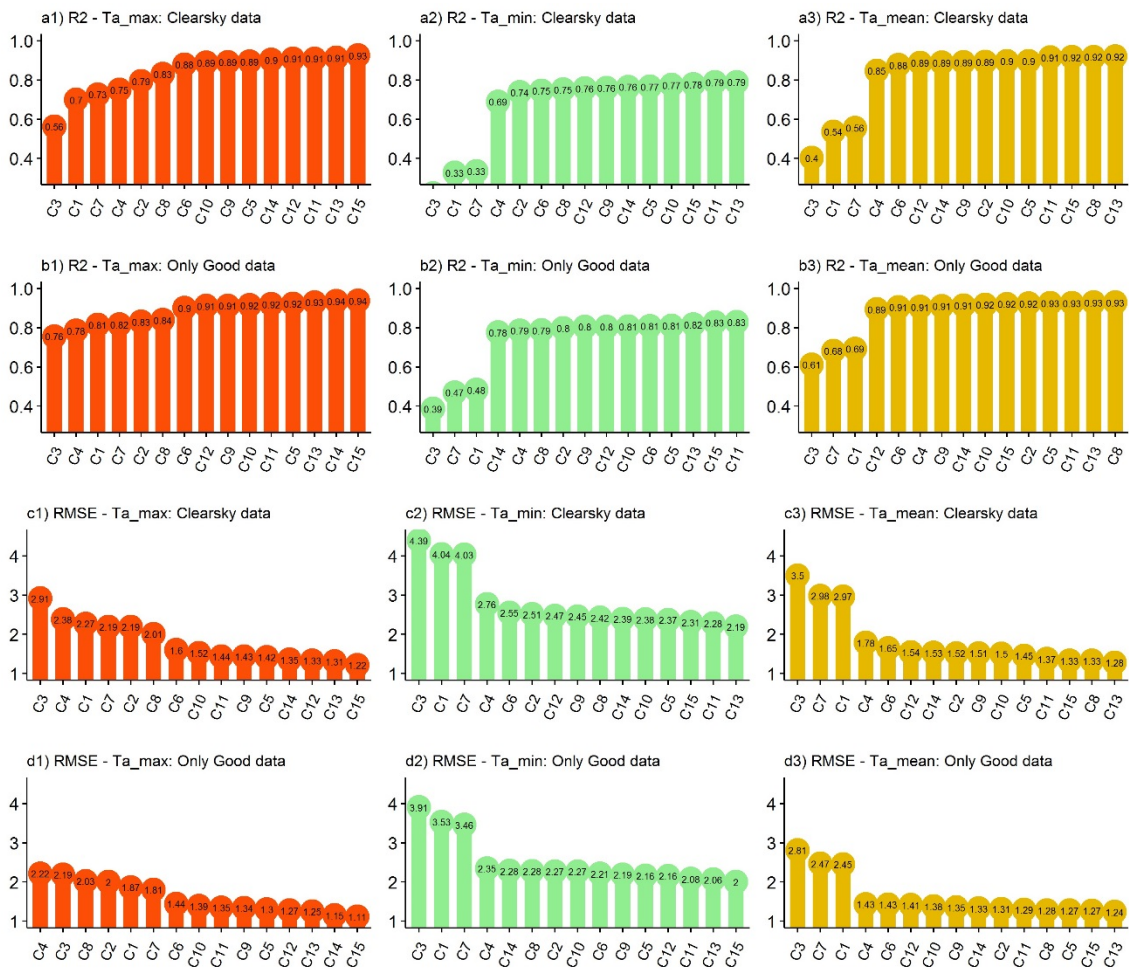 a1) R2 - Ta_max: Clearsky data
1.0
0.8
0.6
0.4
0.56 0.7 0.73 0.75 0.79 0.83 0.88 0.89 0.89 0.89 0.9 0.91 0.91 0.91 0.93
C3 C1 C7 C4 C2 C8 C6 C10 C9 C5 C14 C12 C11 C13 C15
a2) R2 - Ta_min: Clearsky data
1.0
0.8
0.6
0.4
0.33 0.33 0.69 0.74 0.75 0.75 0.76 0.76 0.76 0.77 0.77 0.78 0.79 0.79
C3 C1 C7 C4 C2 C6 C8 C12 C9 C14 C5 C10 C15 C11 C13
a3) R2 - Ta_mean: Clearsky data
1.0
0.8
0.6
0.4
0.4 0.54 0.56 0.85 0.88 0.89 0.89 0.89 0.89 0.9 0.9 0.91 0.92 0.92 0.92
C3 C1 C7 C4 C6 C12 C14 C9 C2 C10 C5 C11 C15 C8 C13
b1) R2 - Ta_max: Only Good data
1.0
0.8
0.6
0.4
0.76 0.78 0.81 0.82 0.83 0.84 0.9 0.91 0.91 0.92 0.92 0.92 0.93 0.94 0.94
C3 C4 C1 C7 C2 C8 C6 C12 C9 C10 C11 C5 C13 C14 C15
b2) R2 - Ta_min: Only Good data
1.0
0.8
0.6
0.4
0.39 0.47 0.48 0.78 0.79 0.79 0.8 0.8 0.8 0.81 0.81 0.81 0.82 0.83 0.83
C3 C7 C1 C14 C4 C8 C2 C9 C12 C10 C6 C5 C13 C15 C11
b3) R2 - Ta_mean: Only Good data
1.0
0.8
0.6
0.4
0.61 0.68 0.69 0.89 0.91 0.91 0.91 0.91 0.92 0.92 0.92 0.93 0.93 0.93 0.93
C3 C7 C1 C12 C6 C4 C9 C14 C10 C15 C2 C5 C11 C13 C8
c1) RMSE - Ta_max: Clearsky data
4
3
2
1
2.91 2.38 2.27 2.19 2.19 2.01 1.6 1.52 1.44 1.43 1.42 1.35 1.33 1.31 1.22
C3 C4 C1 C7 C2 C8 C6 C10 C11 C9 C5 C14 C12 C13 C15
c2) RMSE - Ta_min: Clearsky data
4
3
2
1
4.39 4.04 4.03 2.76 2.55 2.51 2.47 2.45 2.42 2.39 2.38 2.37 2.31 2.28 2.19
C3 C1 C7 C4 C6 C2 C12 C9 C8 C14 C10 C5 C15 C11 C13
c3) RMSE - Ta_mean: Clearsky data
4
3
2
1
3.5 2.98 2.97 1.78 1.65 1.54 1.53 1.52 1.51 1.5 1.45 1.37 1.33 1.33 1.28
C3 C7 C1 C4 C6 C12 C14 C2 C9 C10 C5 C11 C15 C8 C13
d1) RMSE - Ta_max: Only Good data
4
3
2
1
2.22 2.19 2.03 2 1.87 1.81 1.44 1.39 1.35 1.34 1.3 1.27 1.25 1.15 1.11
C4 C3 C8 C2 C1 C7 C6 C10 C11 C9 C5 C12 C13 C14 C15
d2) RMSE - Ta_min: Only Good data
4
3
2
1
3.91 3.53 3.46 2.35 2.28 2.28 2.27 2.27 2.21 2.19 2.16 2.16 2.08 2.06 2
C3 C1 C7 C4 C14 C8 C2 C10 C6 C9 C5 C12 C11 C13 C15
d3) RMSE - Ta_mean: Only Good data
4
3
2
1
2.81 2.47 2.45 1.43 1.43 1.41 1.38 1.35 1.33 1.31 1.29 1.28 1.27 1.27 1.24
C3 C7 C1 C4 C6 C12 C10 C9 C14 C2 C11 C8 C5 C15 C13